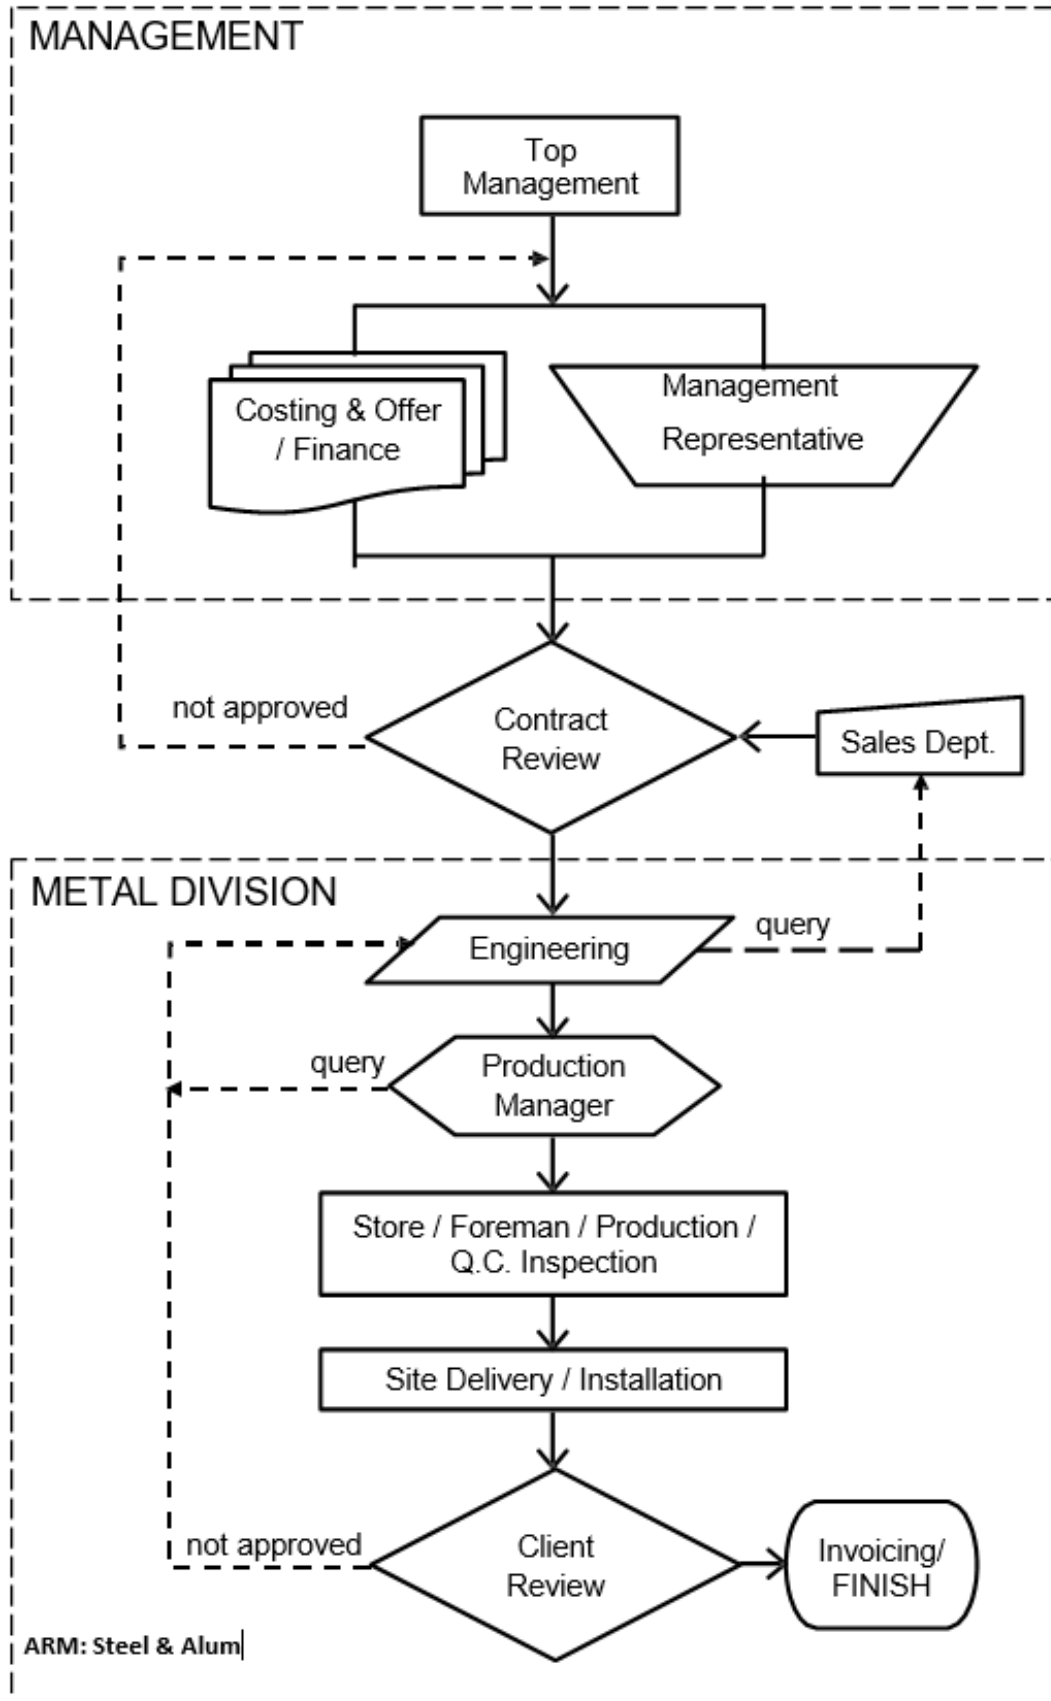 MANAGEMENT
Top
Management
Costing & Offer
/ Finance
Management
Representative
not approved
Contract
Review
Sales Dept.
METAL DIVISION
Engineering
query
query
Production
Manager
Store / Foreman / Production /
Q.C. Inspection
Site Delivery / Installation
not approved
Client
Review
Invoicing/
FINISH
ARM: Steel & Alum